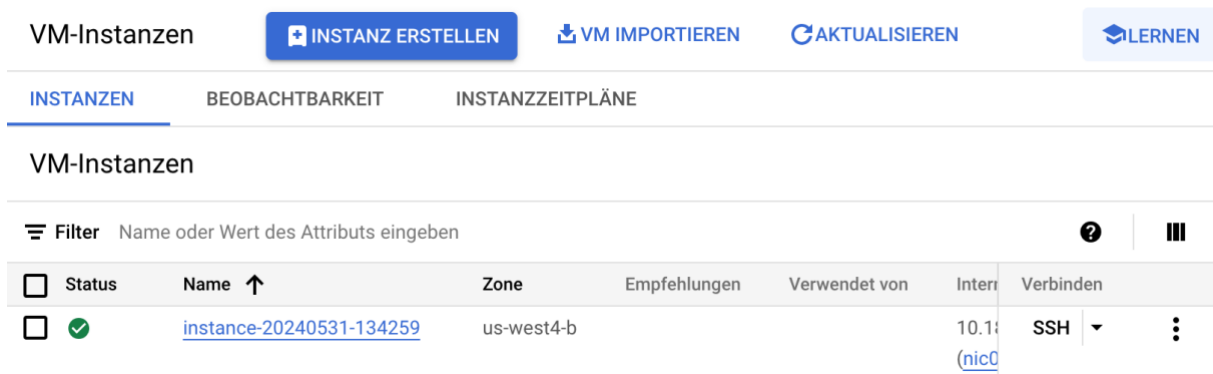 VM-Instanzen INSTANZ ERSTELLEN VM IMPORTIEREN AKTUALISIEREN LERNEN
INSTANZEN BEOBACHTBARKEIT INSTANZZEITPLÄNE
VM-Instanzen
Filter Name oder Wert des Attributs eingeben
Status Name Zone Empfehlungen Verwendet von Verbinden
instance-20240531-134259 us-west4-b SSH
(nic0